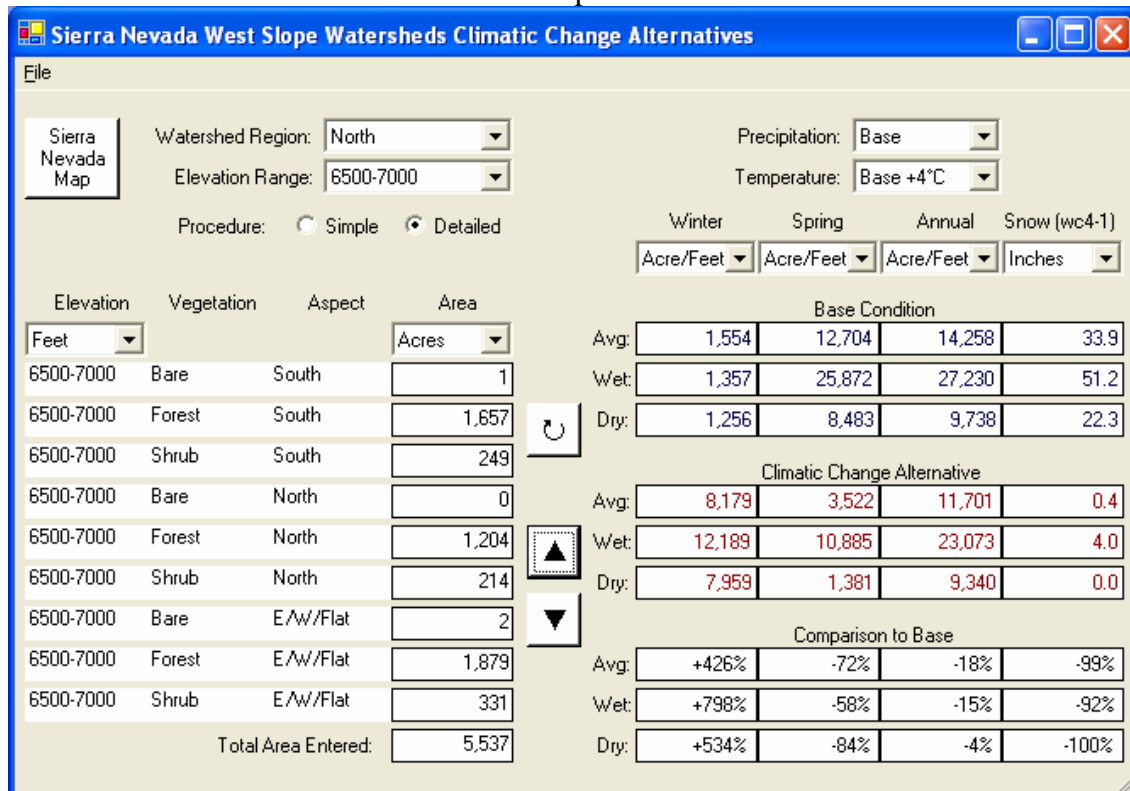 Sierra Nevada West Slope Watersheds Climatic Change Alternatives
File
Sierra
Nevada
Map
Watershed Region: North
Elevation Range: 6500-7000
Procedure: Simple Detailed
Precipitation: Base
Temperature: Base +4°C
Winter Spring Annual Snow (wc4-1)
Acre/Feet Acre/Feet Acre/Feet Inches
Elevation Vegetation Aspect Area
Feet Acres
6500-7000 Bare South 1
6500-7000 Forest South 1,657
6500-7000 Shrub South 249
6500-7000 Bare North 0
6500-7000 Forest North 1,204
6500-7000 Shrub North 214
6500-7000 Bare E/W/Flat 2
6500-7000 Forest E/W/Flat 1,879
6500-7000 Shrub E/W/Flat 331
Total Area Entered: 5,537
Base Condition
Avg: 1,554 12,704 14,258 33.9
Wet: 1,357 25,872 27,230 51.2
Dry: 1,256 8,483 9,738 22.3
Climatic Change Alternative
Avg: 8,179 3,522 11,701 0.4
Wet: 12,189 10,885 23,073 4.0
Dry: 7,959 1,381 9,340 0.0
Comparison to Base
Avg: +426% -72% -18% -99%
Wet: +798% -58% -15% -92%
Dry: +534% -84% -4% -100%